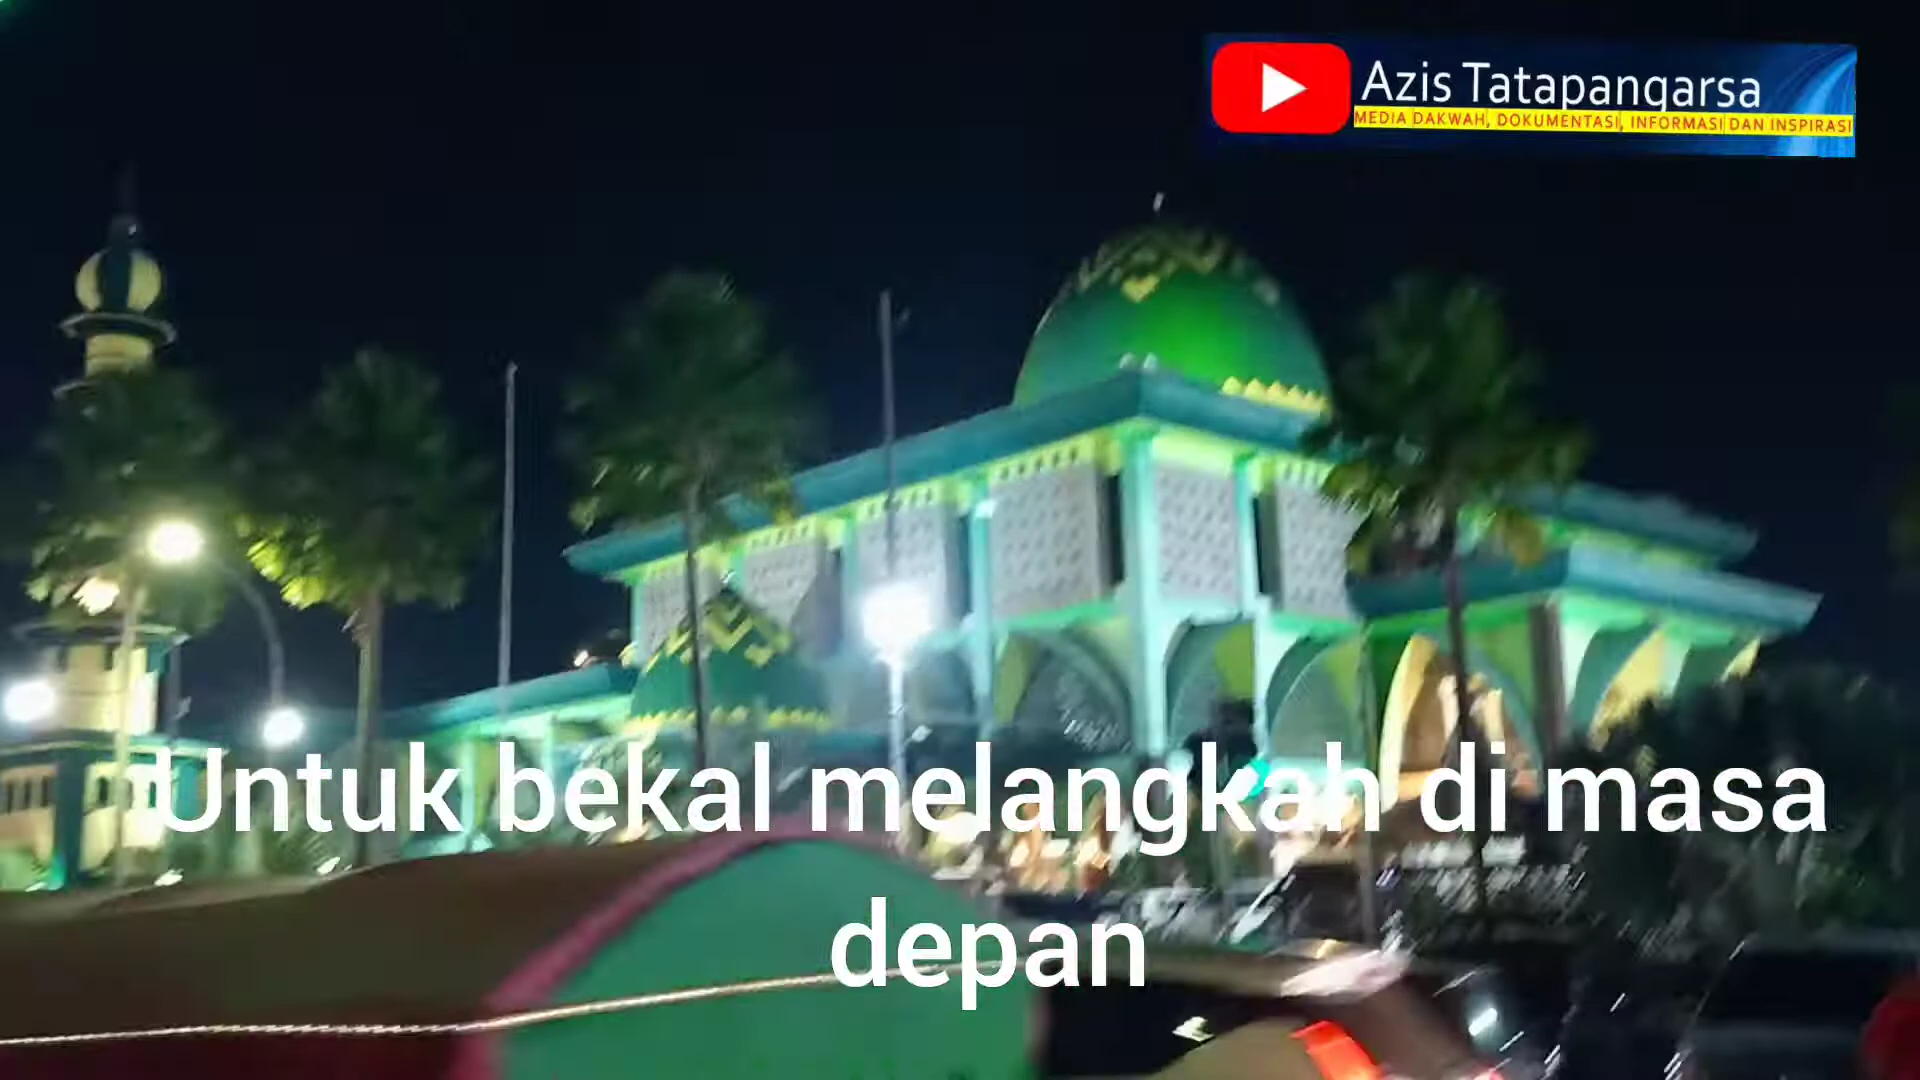 Azis Tatapangarsa
MEDIA DAKWAH, DOKUMENTASI, INFORMASI DAN INSPIRASI
Untuk bekal melangkah di masa
depan